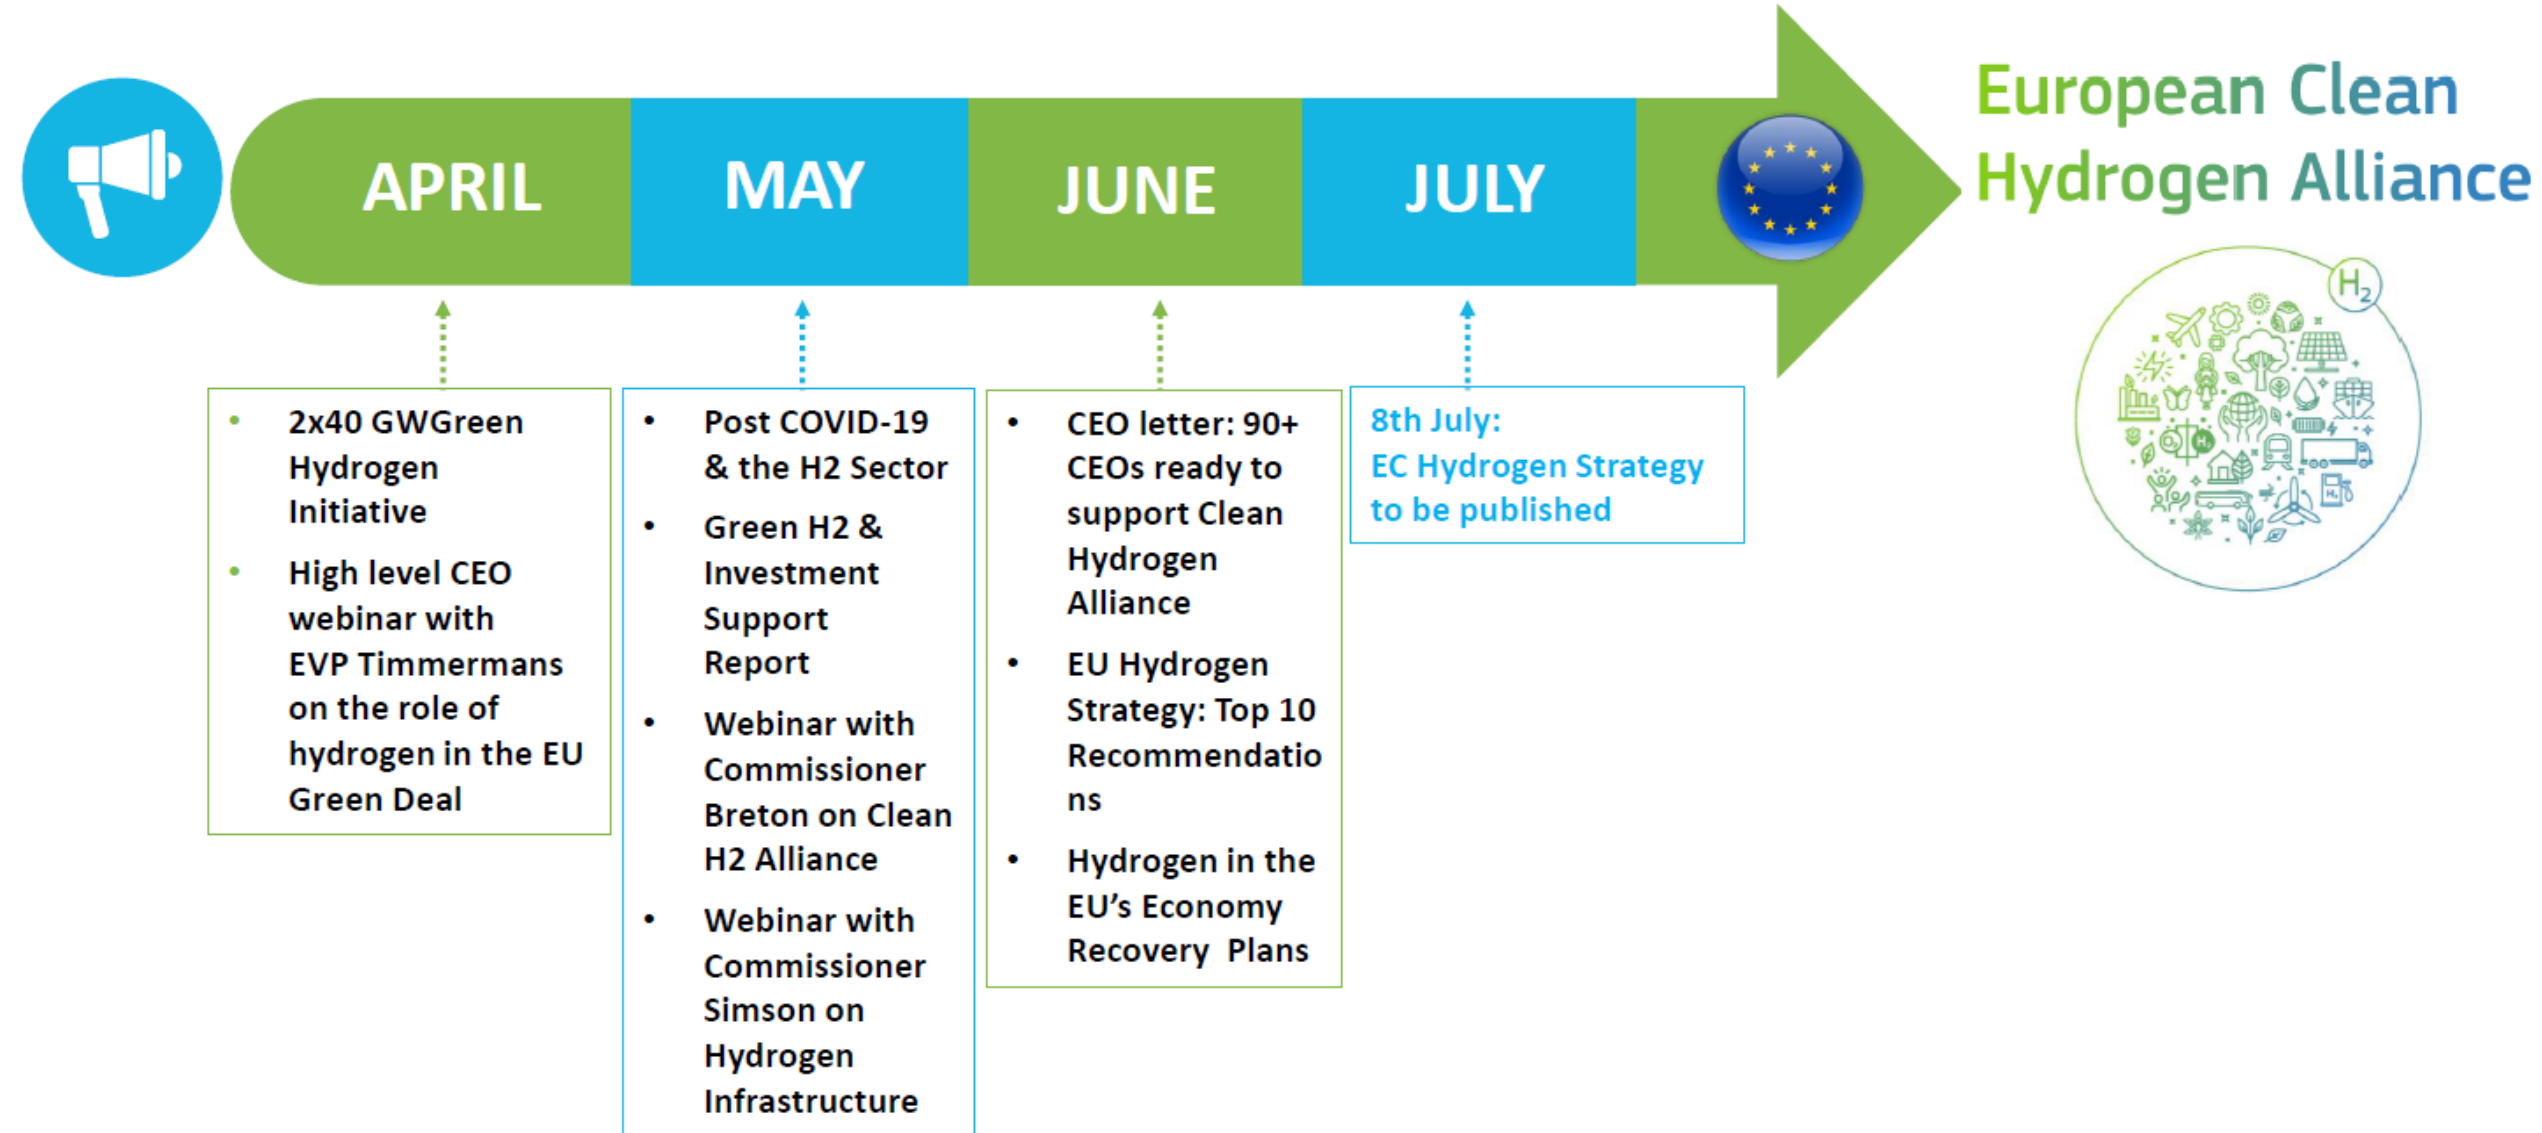 European Clean
Hydrogen Alliance
APRIL
MAY
JUNE
JULY
H2
• 2x40 GWGreen
Hydrogen
Initiative
• High level CEO
webinar with
EVP Timmermans
on the role of
hydrogen in the EU
Green Deal
• Post COVID-19
& the H2 Sector
• Green H2 &
Investment
Support
Report
• Webinar with
Commissioner
Breton on Clean
H2 Alliance
• Webinar with
Commissioner
Simson on
Hydrogen
Infrastructure
• CEO letter: 90+
CEOs ready to
support Clean
Hydrogen
Alliance
• EU Hydrogen
Strategy: Top 10
Recommendatio
ns
• Hydrogen in the
EU’s Economy
Recovery  Plans
8th July:
EC Hydrogen Strategy
to be published
O2
H2
H2